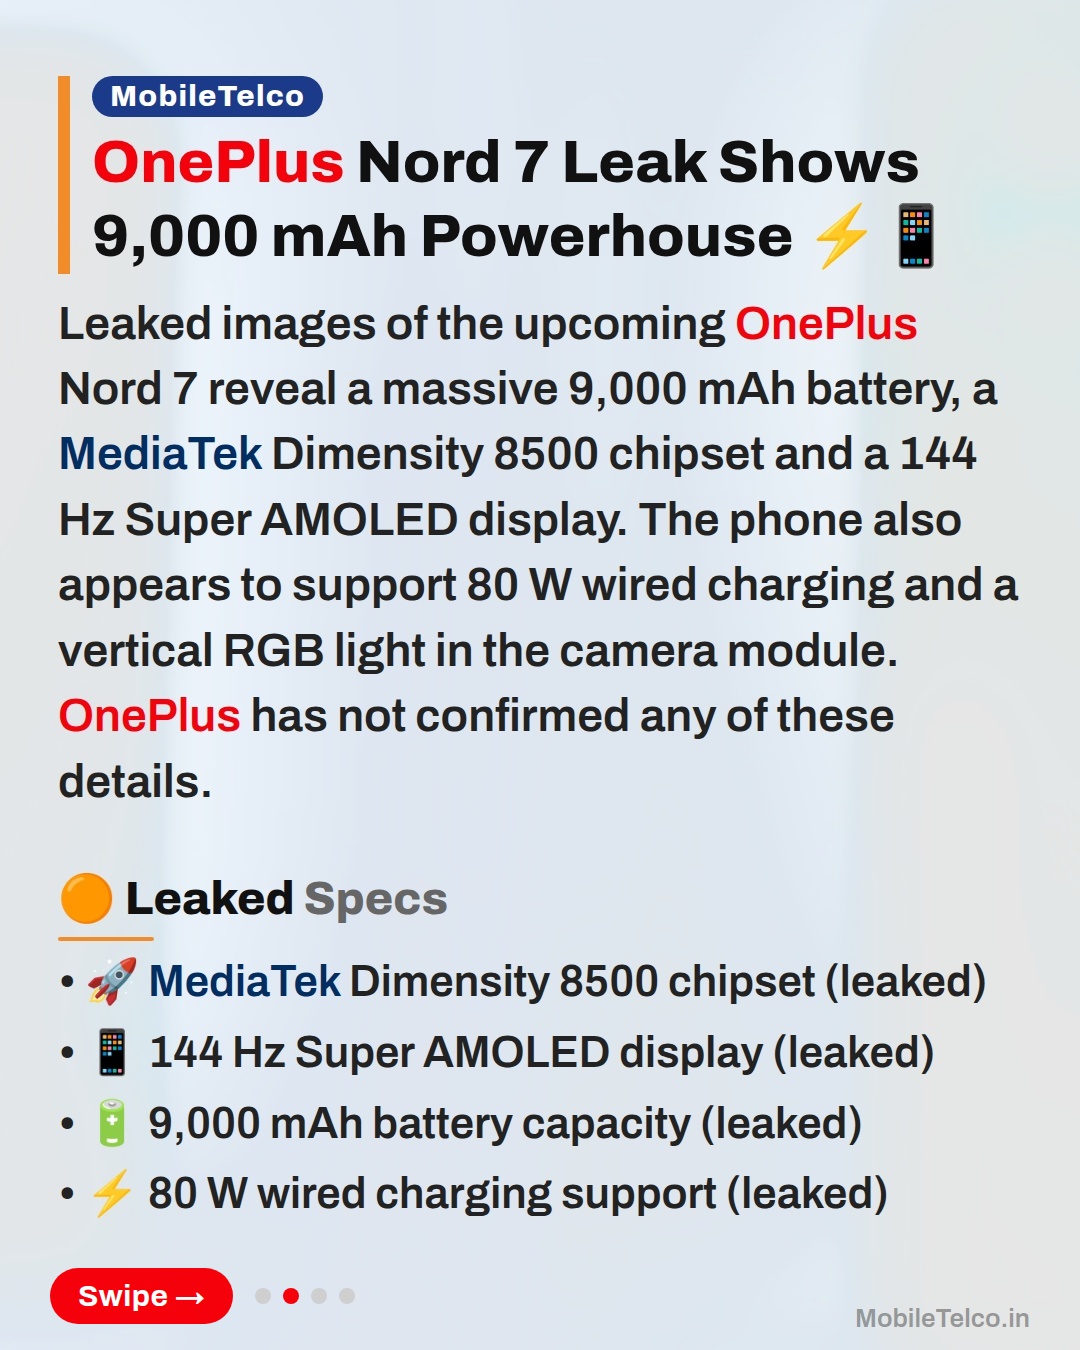 MobileTelco
OnePlus Nord 7 Leak Shows
9,000 mAh Powerhouse ⚡📱
Leaked images of the upcoming OnePlus
Nord 7 reveal a massive 9,000 mAh battery, a
MediaTek Dimensity 8500 chipset and a 144
Hz Super AMOLED display. The phone also
appears to support 80 W wired charging and a
vertical RGB light in the camera module.
OnePlus has not confirmed any of these
details.
🟠 Leaked Specs
• 🚀 MediaTek Dimensity 8500 chipset (leaked)
• 📱 144 Hz Super AMOLED display (leaked)
• 🔋 9,000 mAh battery capacity (leaked)
• ⚡ 80 W wired charging support (leaked)
Swipe →
MobileTelco.in